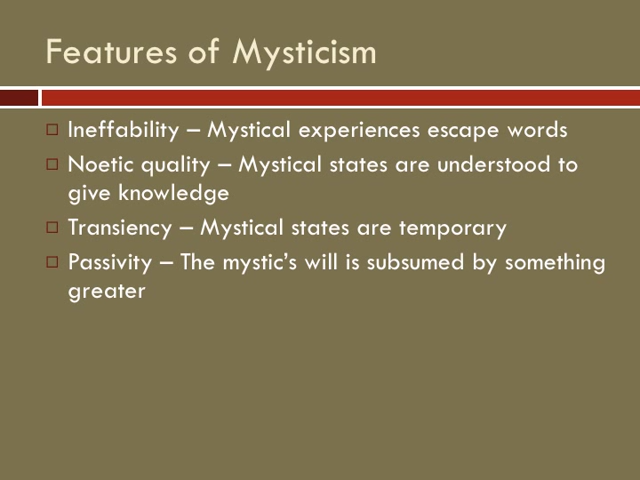 Features of Mysticism
Ineffability – Mystical experiences escape words
Noetic quality – Mystical states are understood to
give knowledge
Transiency – Mystical states are temporary
Passivity – The mystic’s will is subsumed by something
greater